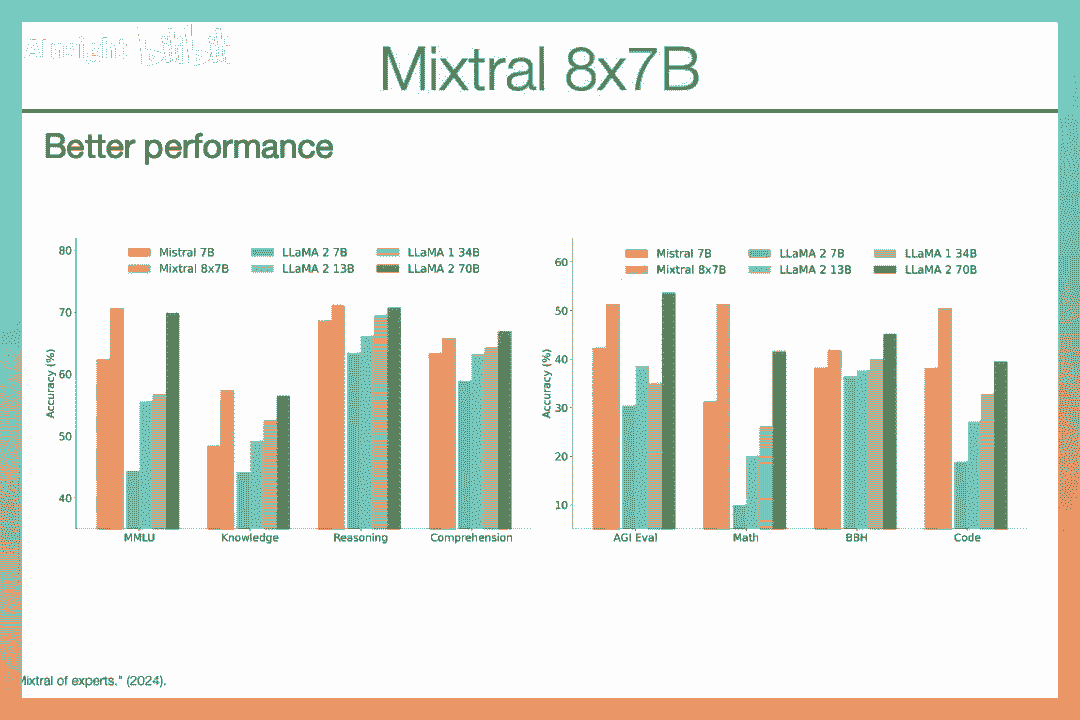 Mixtral 8x7B
Better performance
Mistral 7B LLaMA 2 7B LLaMA 1 34B
Mixtral 8x7B LLaMA 2 13B LLaMA 2 70B
80
70
60
50
40
Accuracy (%)
MMLU Knowledge Reasoning Comprehension
Mistral 7B LLaMA 2 7B LLaMA 1 34B
Mixtral 8x7B LLaMA 2 13B LLaMA 2 70B
60
50
40
30
20
10
Accuracy (%)
AGI Eval Math BBH Code
Mixtral of experts." (2024).